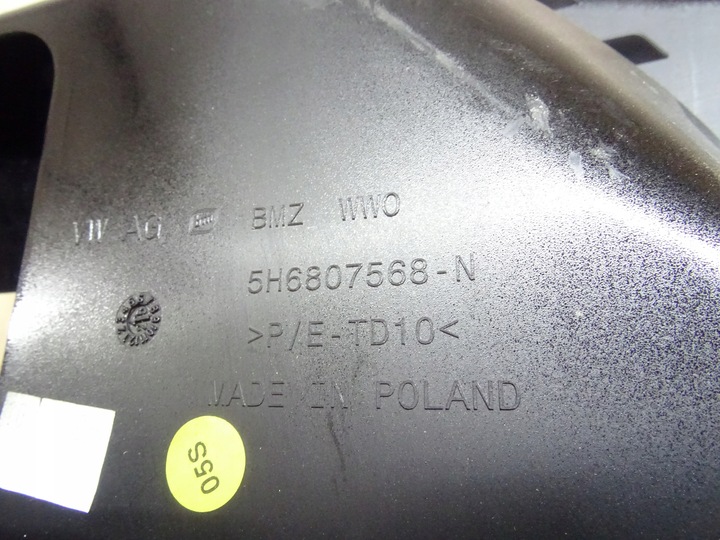 VW AG BMZ WWO
5H6807568-N
>P/E-TD10<
MADE IN POLAND
05S